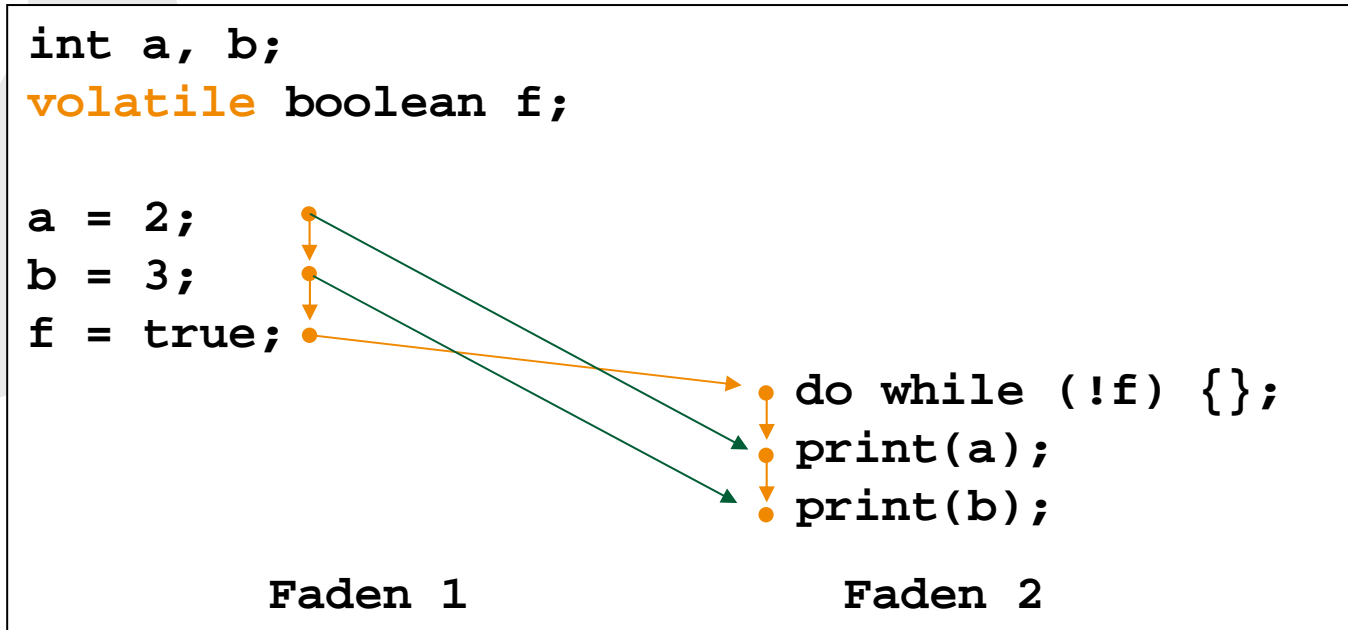 int a, b;
volatile boolean f;
a = 2;
b = 3;
f = true;
do while (!f) {};
print(a);
print(b);
Faden 1
Faden 2